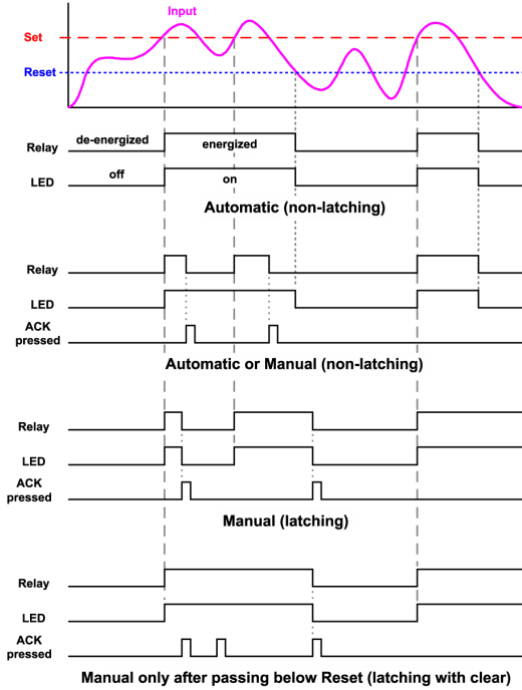 Input
Set
Reset
de-energized energized
Relay
off on
LED
Automatic (non-latching)
Relay
LED
ACK
pressed
Automatic or Manual (non-latching)
Relay
LED
ACK
pressed
Manual (latching)
Relay
LED
ACK
pressed
Manual only after passing below Reset (latching with clear)